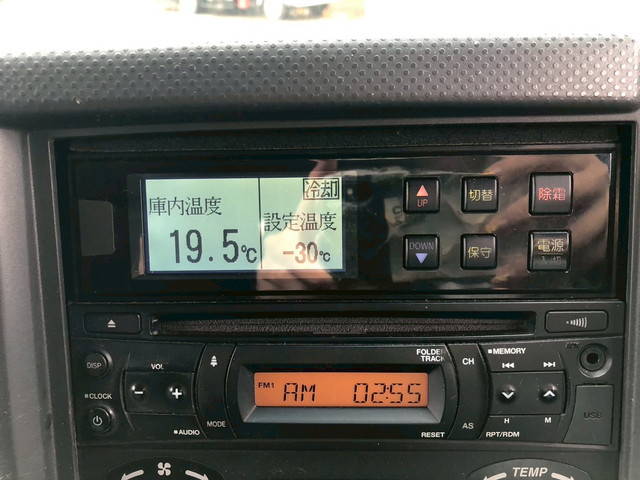 冷却
庫内温度
設定温度
19.5℃
-30℃
UP
切替
除霜
DOWN
保守
電源
FOLDER
TRACK
CH
MEMORY
DISP
VOL
FM1
AM 02:55
CLOCK
AUDIO
MODE
RESET
AS
H
M
RPT/RDM
USB
TEMP